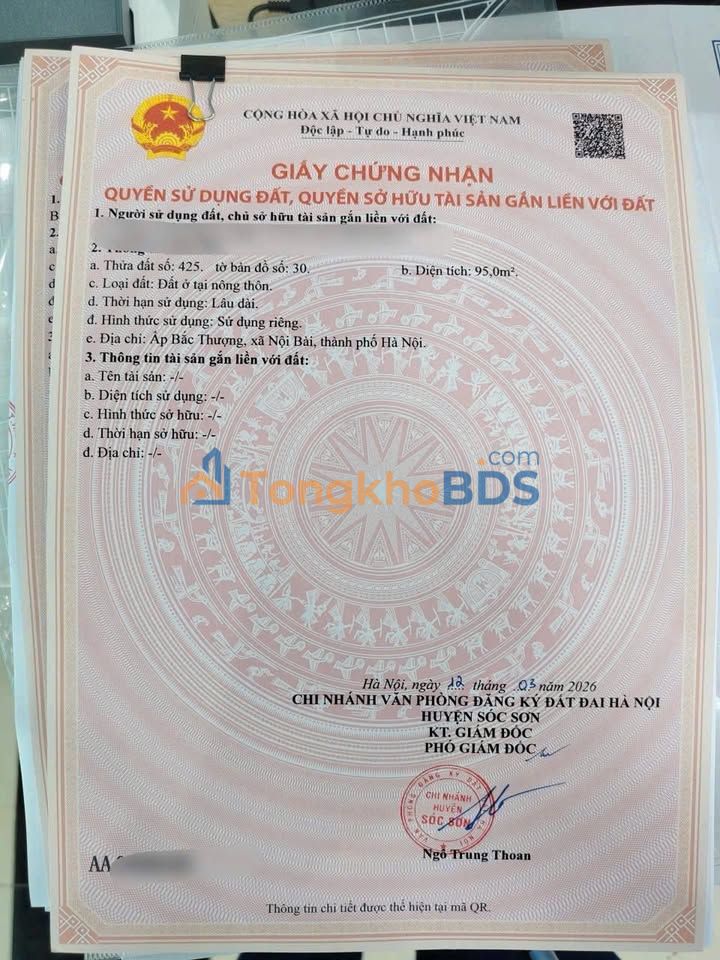 CỘNG HÒA XÃ HỘI CHỦ NGHĨA VIỆT NAM
Độc lập - Tự do - Hạnh phúc
GIẤY CHỨNG NHẬN
QUYỀN SỬ DỤNG ĐẤT, QUYỀN SỞ HỮU TÀI SẢN GẮN LIỀN VỚI ĐẤT
1. Người sử dụng đất, chủ sở hữu tài sản gắn liền với đất:
2. Thông
a. Thửa đất số: 425. tờ bản đồ số: 30. b. Diện tích: 95,0m².
c. Loại đất: Đất ở tại nông thôn.
d. Thời hạn sử dụng: Lâu dài.
đ. Hình thức sử dụng: Sử dụng riêng.
e. Địa chỉ: Ấp Bắc Thượng, xã Nội Bài, thành phố Hà Nội.
3. Thông tin tài sản gắn liền với đất:
a. Tên tài sản: -/-
b. Diện tích sử dụng: -/-
c. Hình thức sở hữu: -/-
d. Thời hạn sở hữu: -/-
đ. Địa chỉ: -/-
TongkhoBDS.com
Hà Nội, ngày 12 tháng 03 năm 2026
CHI NHÁNH VĂN PHÒNG ĐĂNG KÝ ĐẤT ĐAI HÀ NỘI
HUYỆN SÓC SƠN
KT. GIÁM ĐỐC
PHÓ GIÁM ĐỐC
VĂN PHÒNG ĐĂNG KÝ ĐẤT
CHI NHÁNH
HUYỆN
SÓC SƠN
Ngô Trung Thoan
AA
Thông tin chi tiết được thể hiện tại mã QR.